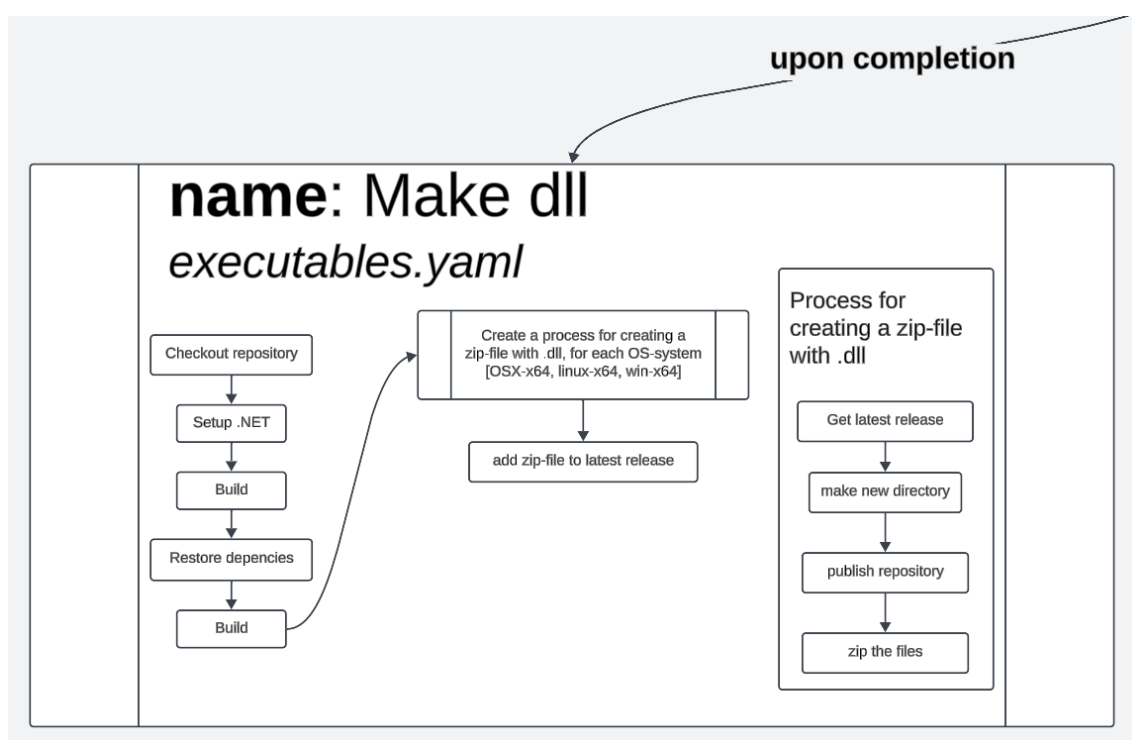 upon completion
name: Make dll
executables.yaml
Checkout repository
Setup .NET
Build
Restore depencies
Build
Create a process for creating a
zip-file with .dll, for each OS-system
[OSX-x64, linux-x64, win-x64]
add zip-file to latest release
Process for
creating a zip-file
with .dll
Get latest release
make new directory
publish repository
zip the files